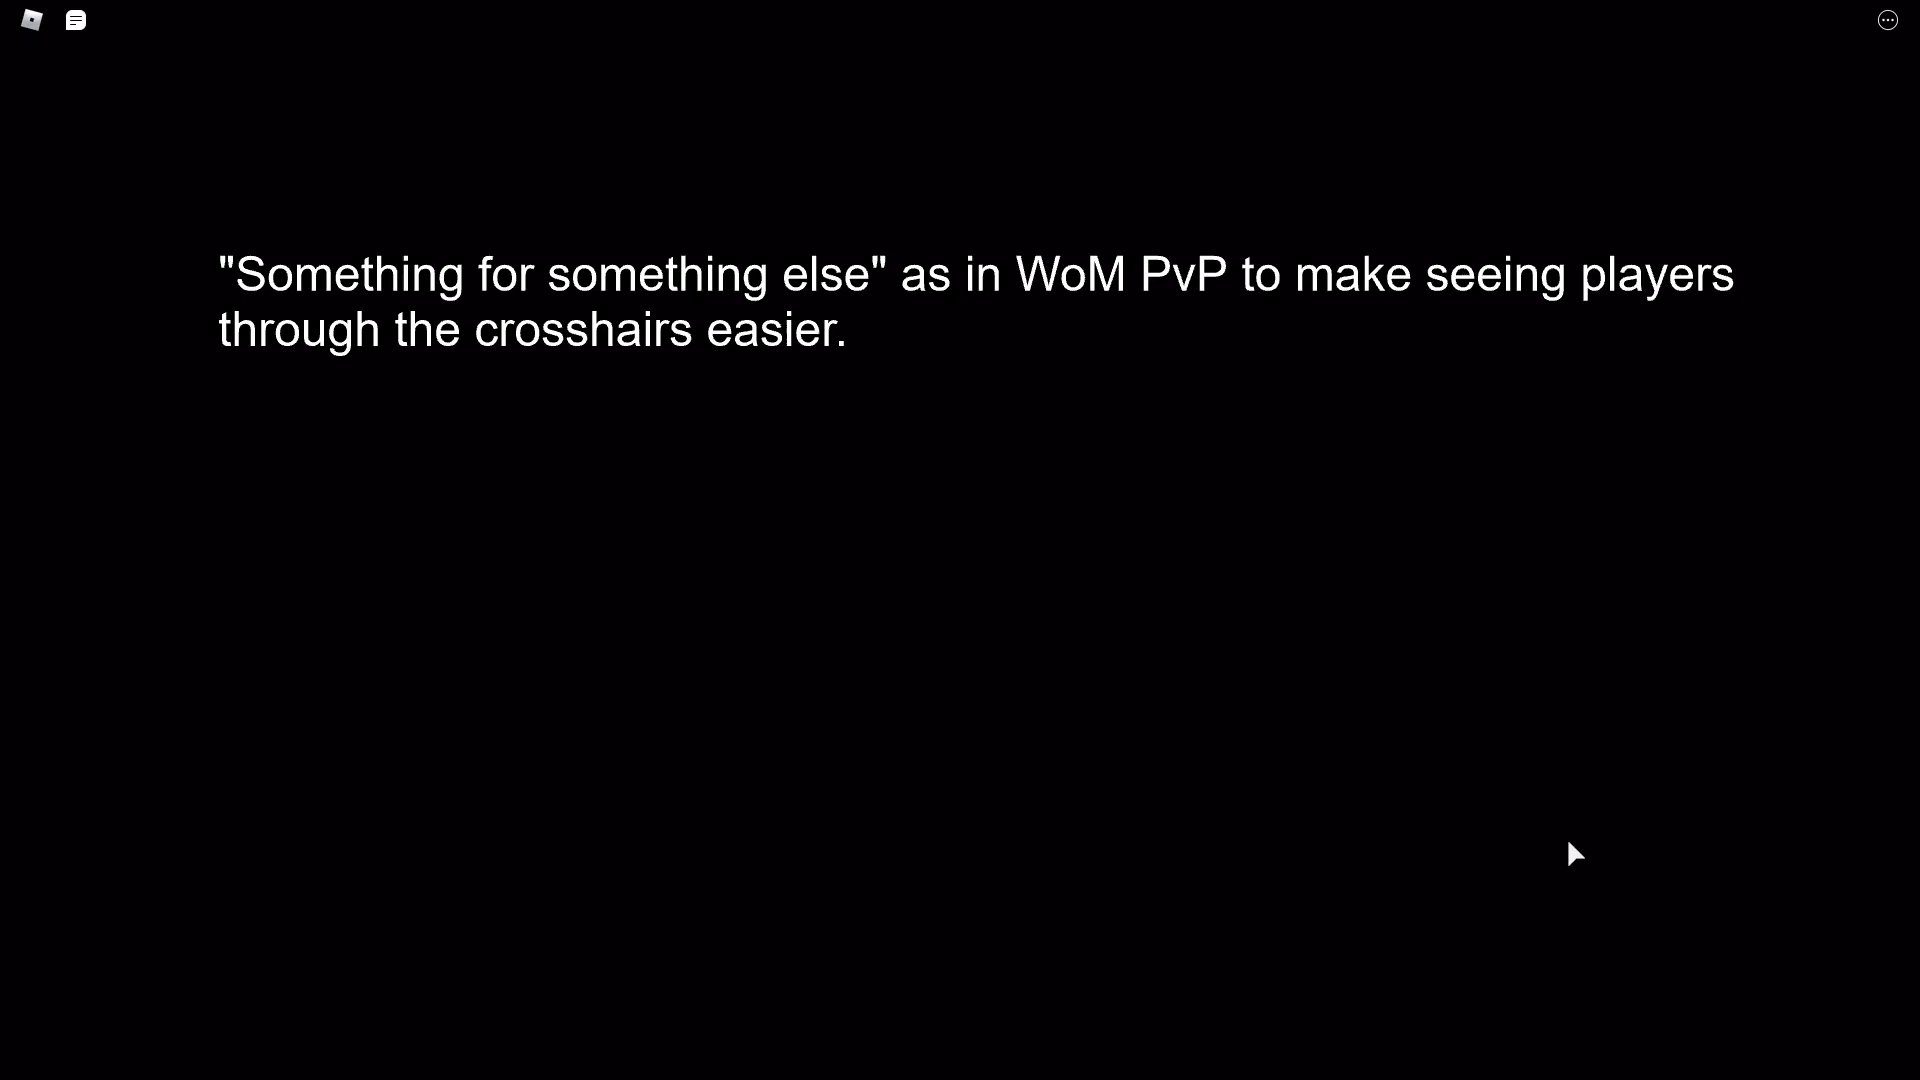 "Something for something else" as in WoM PvP to make seeing players
through the crosshairs easier.